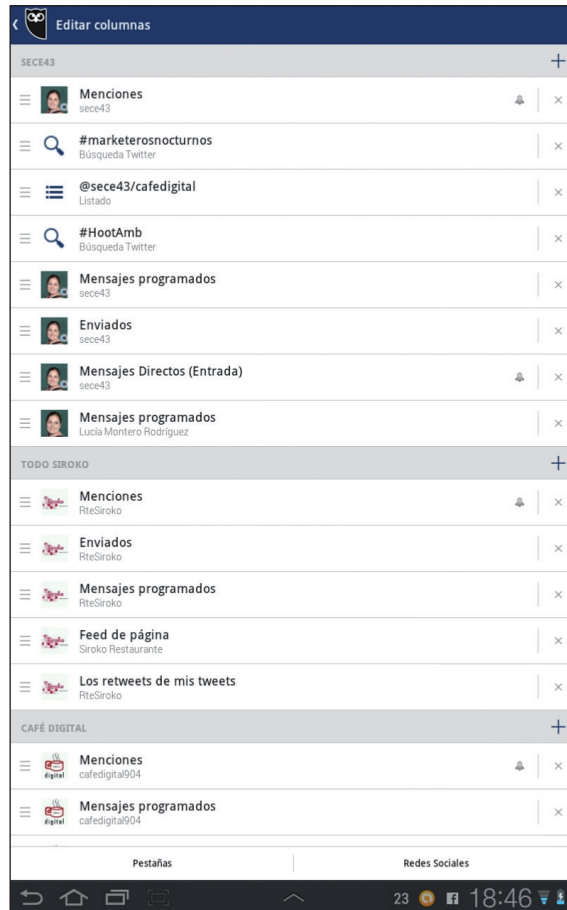 Editar columnas
SECE43
Menciones
sece43
#marketerosnocturnos
Búsqueda Twitter
@sece43/cafedigital
Listado
#HootAmb
Búsqueda Twitter
Mensajes programados
sece43
Enviados
sece43
Mensajes Directos (Entrada)
sece43
Mensajes programados
Lucía Montero Rodríguez
TODO SIROKO
Menciones
RteSiroko
Enviados
RteSiroko
Mensajes programados
RteSiroko
Feed de página
Siroko Restaurante
Los retweets de mis tweets
RteSiroko
CAFÉ DIGITAL
Menciones
digital
cafedigital904
Mensajes programados
digital
cafedigital904
Pestañas
Redes Sociales
23
18:46